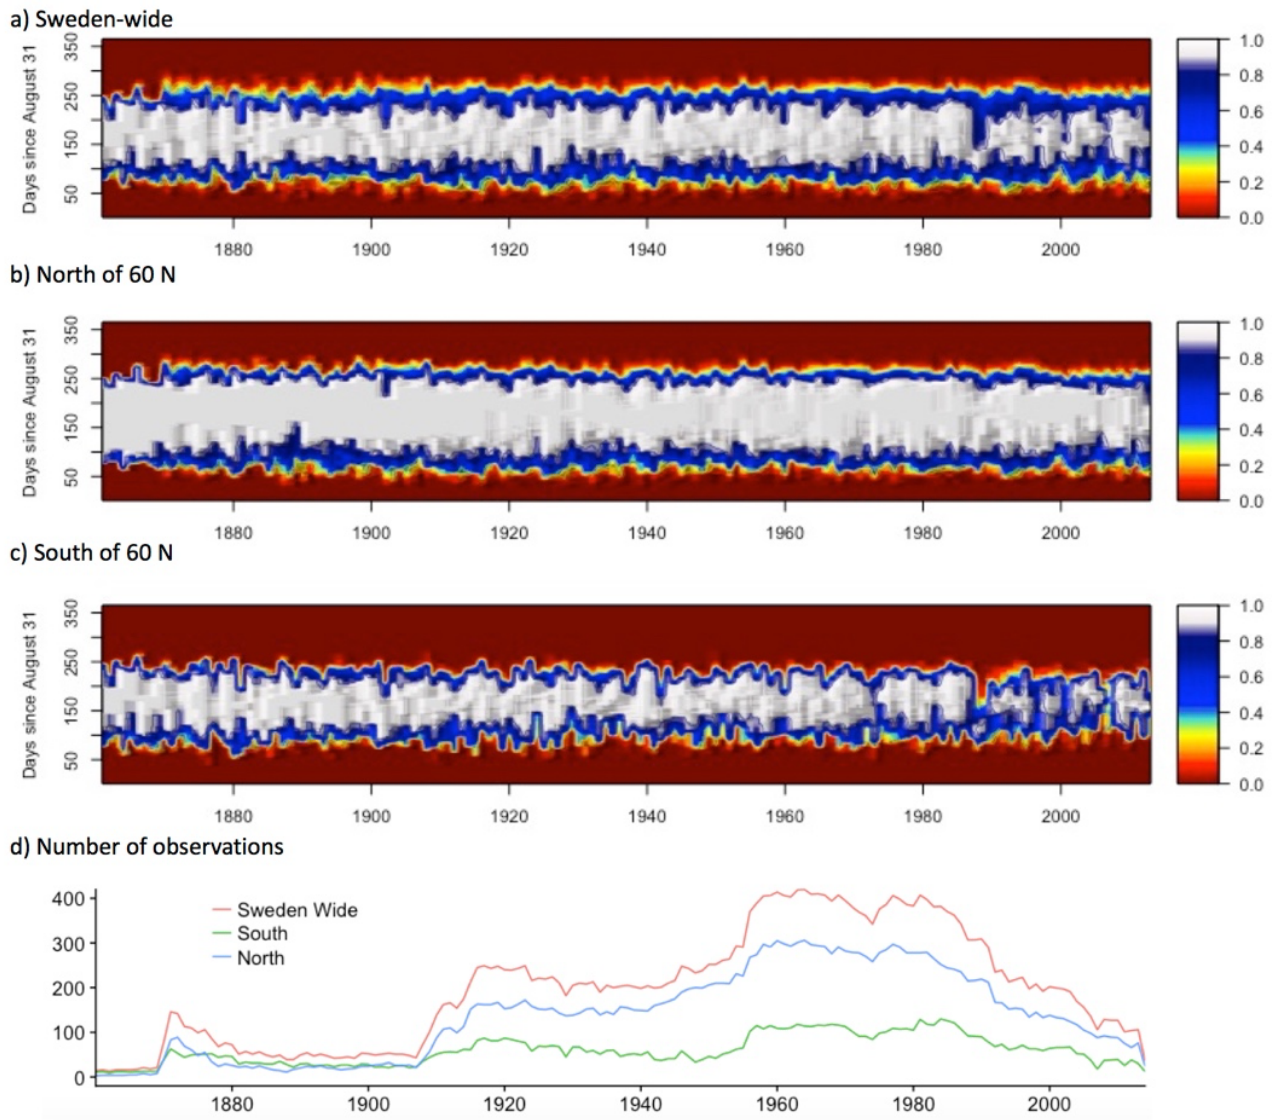 a) Sweden-wide
Days since August 31
350
250
150
50
1880 1900 1920 1940 1960 1980 2000
1.0
0.8
0.6
0.4
0.2
0.0
b) North of 60 N
Days since August 31
350
250
150
50
1880 1900 1920 1940 1960 1980 2000
1.0
0.8
0.6
0.4
0.2
0.0
c) South of 60 N
Days since August 31
350
250
150
50
1880 1900 1920 1940 1960 1980 2000
1.0
0.8
0.6
0.4
0.2
0.0
d) Number of observations
400
300
200
100
0
Sweden Wide
South
North
1880 1900 1920 1940 1960 1980 2000